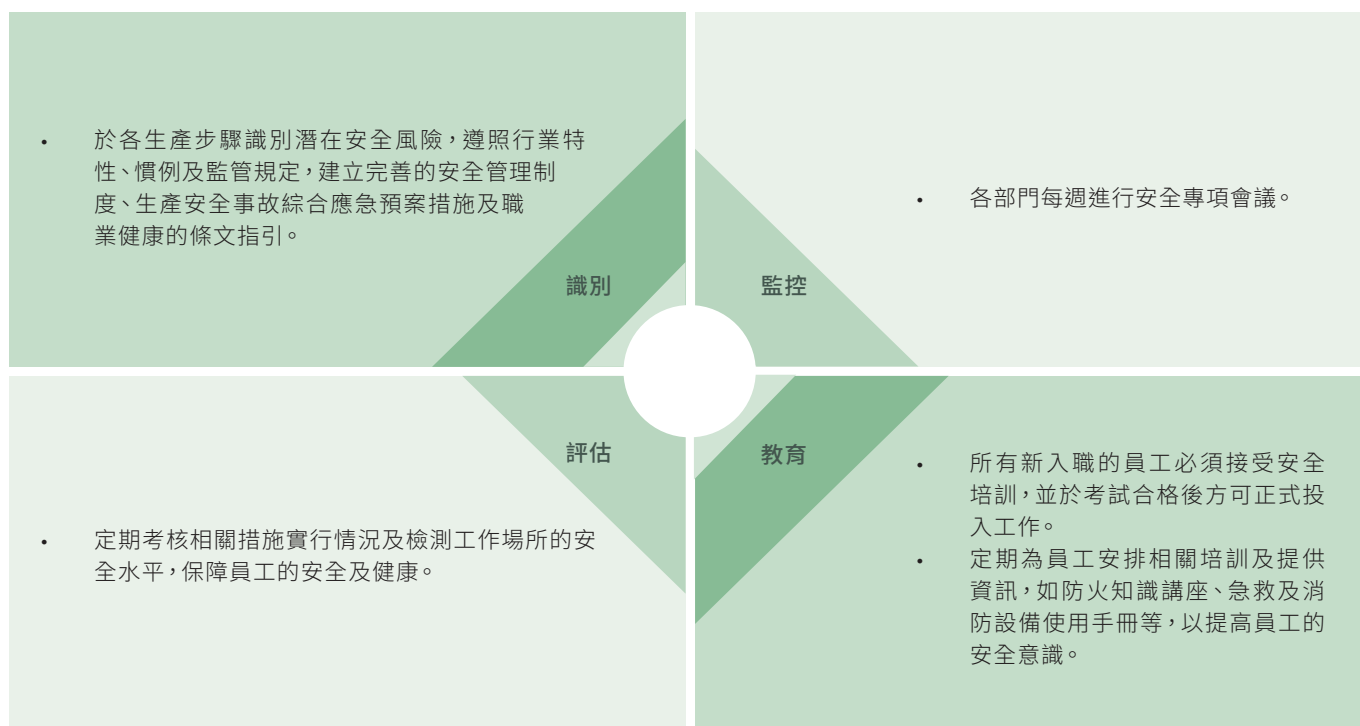 • 於各生產步驟識別潛在安全風險，遵照行業特
性、慣例及監管規定，建立完善的安全管理制
度、生產安全事故綜合應急預案措施及職
業健康的條文指引。
識別
• 各部門每週進行安全專項會議。
監控
評估
• 定期考核相關措施實行情況及檢測工作場所的安
全水平，保障員工的安全及健康。
教育
• 所有新入職的員工必須接受安全
培訓，並於考試合格後方可正式投
入工作。
• 定期為員工安排相關培訓及提供
資訊，如防火知識講座、急救及消
防設備使用手冊等，以提高員工的
安全意識。